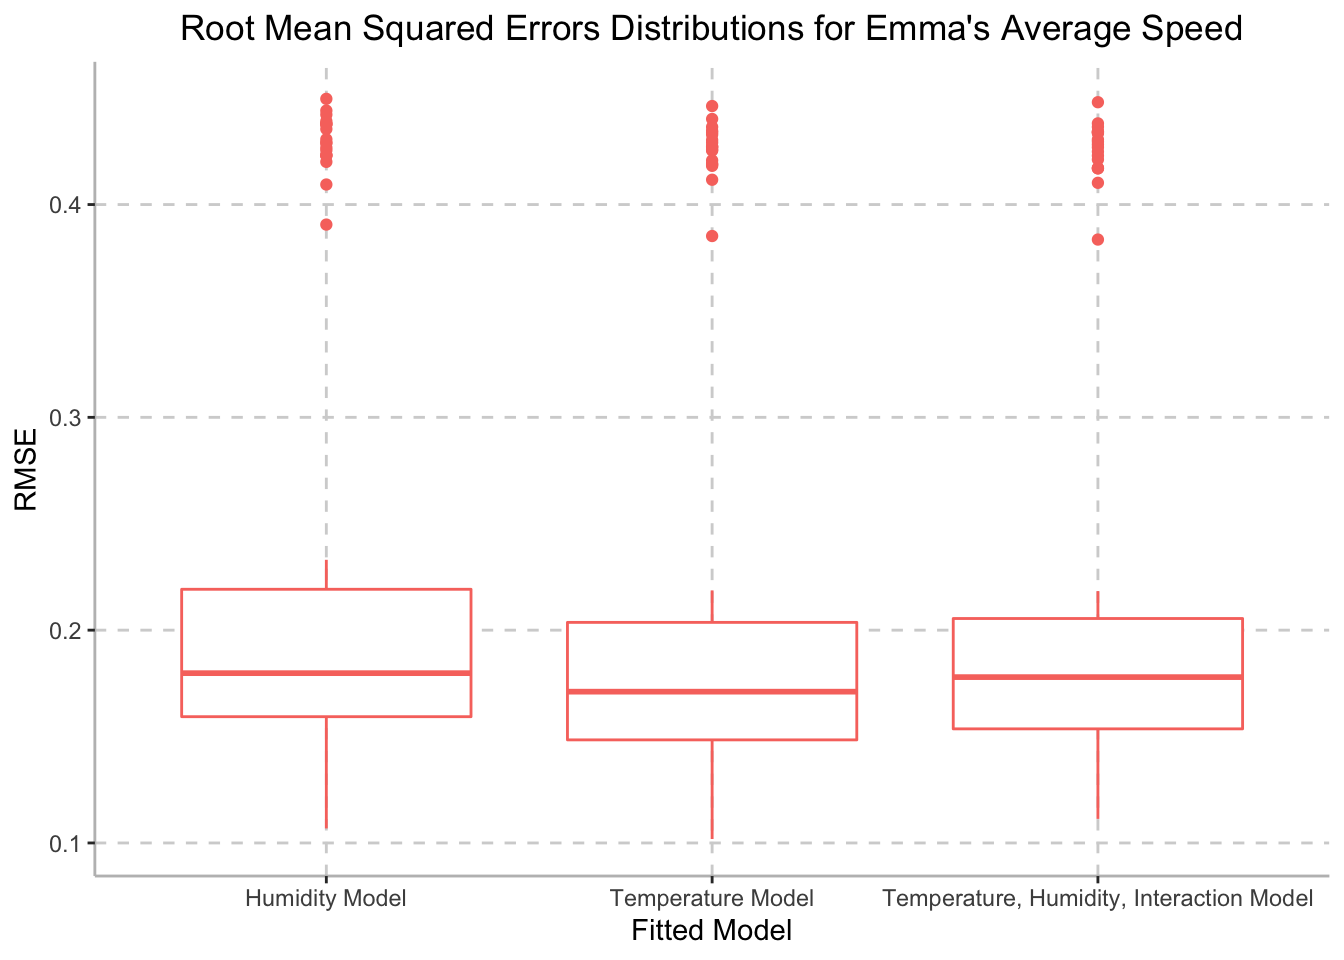 Root Mean Squared Errors Distributions for Emma's Average Speed
RMSE
0.4
0.3
0.2
0.1
Humidity Model
Temperature Model
Temperature, Humidity, Interaction Model
Fitted Model